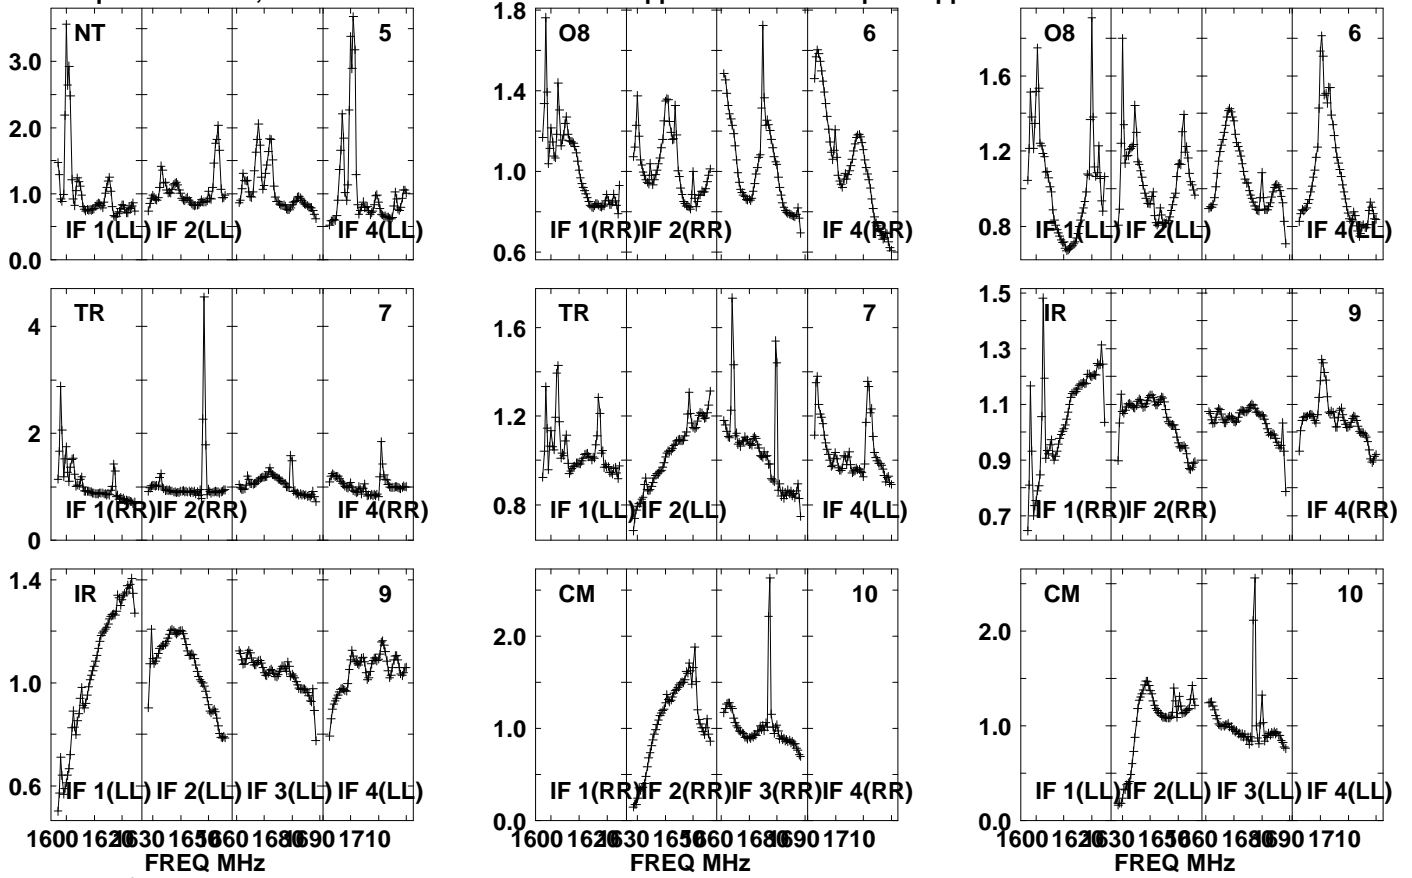 NT 5 O8 6 O8 6
3.0 1.8 1.6
2.0 1.4 1.2
1.0 1.0 0.8
0.0 0.6
IF 1(LL) IF 2(LL) IF 4(LL) IF 1(RR) IF 2(RR) IF 4(RR) IF 1(LL) IF 2(LL) IF 4(LL)
TR 7 TR 7 IR 9
4 1.6 1.5
2 1.2 1.3
0 0.8 1.1
0.9
0.7
IF 1(RR) IF 2(RR) IF 4(RR) IF 1(LL) IF 2(LL) IF 4(LL) IF 1(RR) IF 2(RR) IF 4(RR)
IR 9 CM 10 CM 10
1.4 2.0 2.0
1.0 1.0 1.0
0.6 0.0 0.0
IF 1(LL) IF 2(LL) IF 3(LL) IF 4(LL) IF 1(RR) IF 2(RR) IF 3(RR) IF 4(RR) IF 1(LL) IF 2(LL) IF 3(LL) IF 4(LL)
1600 1620 1630 1650 1660 1680 1690 1710 1600 1620 1630 1650 1660 1680 1690 1710 1600 1620 1630 1650 1660 1680 1690 1710
FREQ MHz FREQ MHz FREQ MHz